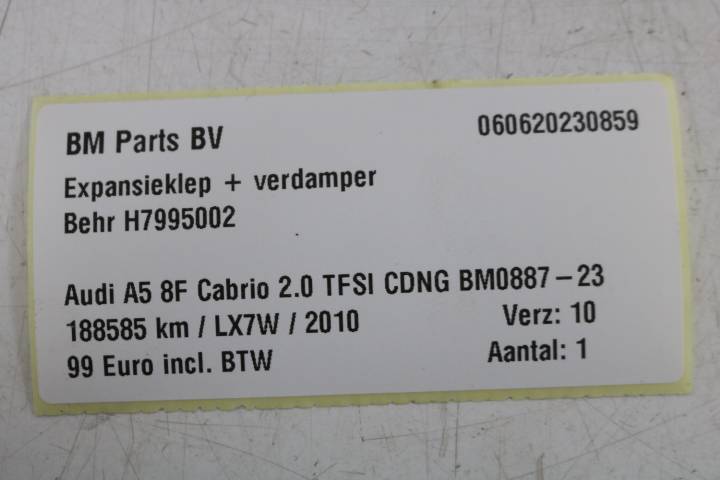 BM Parts BV 060620230859
Expansieklep + verdamper
Behr H7995002
Audi A5 8F Cabrio 2.0 TFSI CDNG BM0887-23
188585 km / LX7W / 2010 Verz: 10
99 Euro incl. BTW Aantal: 1